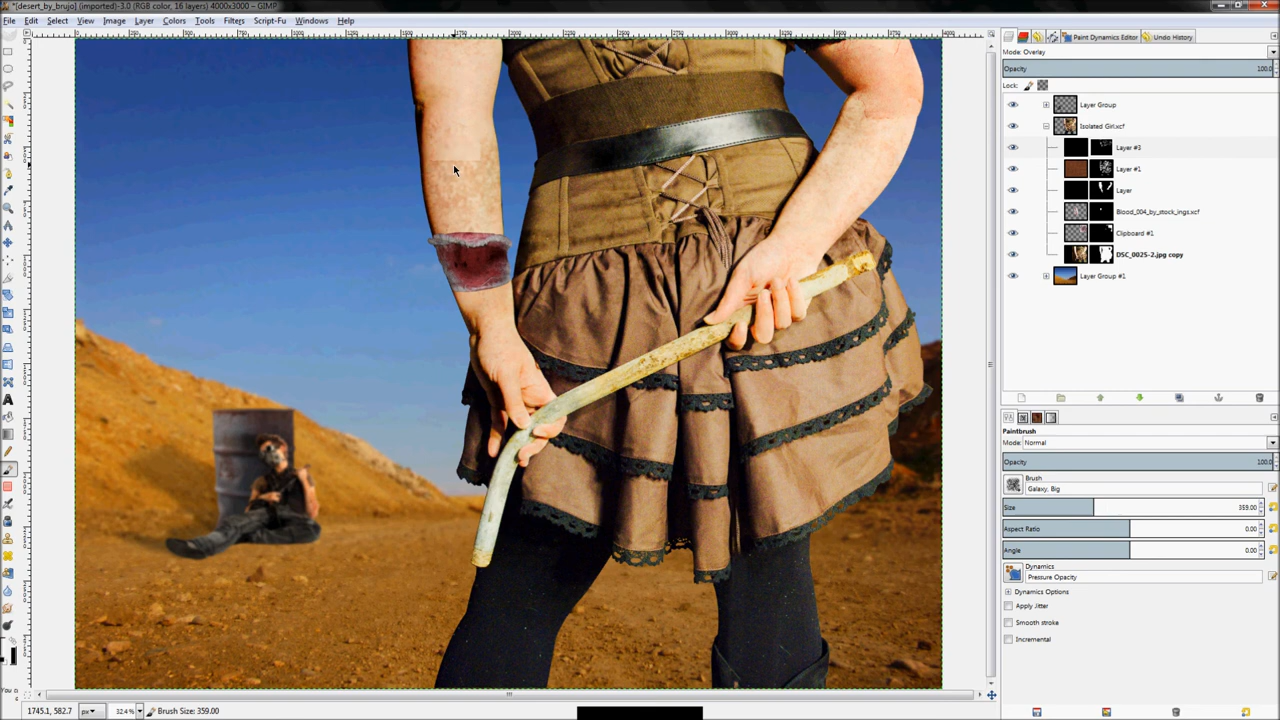 *[desert_by_brujo] (imported)-3.0 (RGB color, 16 layers) 4000x3000 – GIMP
File Edit Select View Image Layer Colors Tools Filters Script-Fu Windows Help
Paint Dynamics Editor Undo History
Mode: Overlay
Opacity 100.0
Lock:
Layer Group
Isolated Girl.xcf
Layer #3
Layer #1
Layer
Blood_004_by_stock_ings.xcf
Clipboard #1
DSC_0025-2.jpg copy
Layer Group #1
Paintbrush
Mode: Normal
Opacity 100.0
Brush
Galaxy, Big
Size 359.00
Aspect Ratio 0.00
Angle 0.00
Dynamics
Pressure Opacity
Dynamics Options
Apply Jitter
Smooth stroke
Incremental
1745.1, 582.7 px 32.4% Brush Size: 359.00